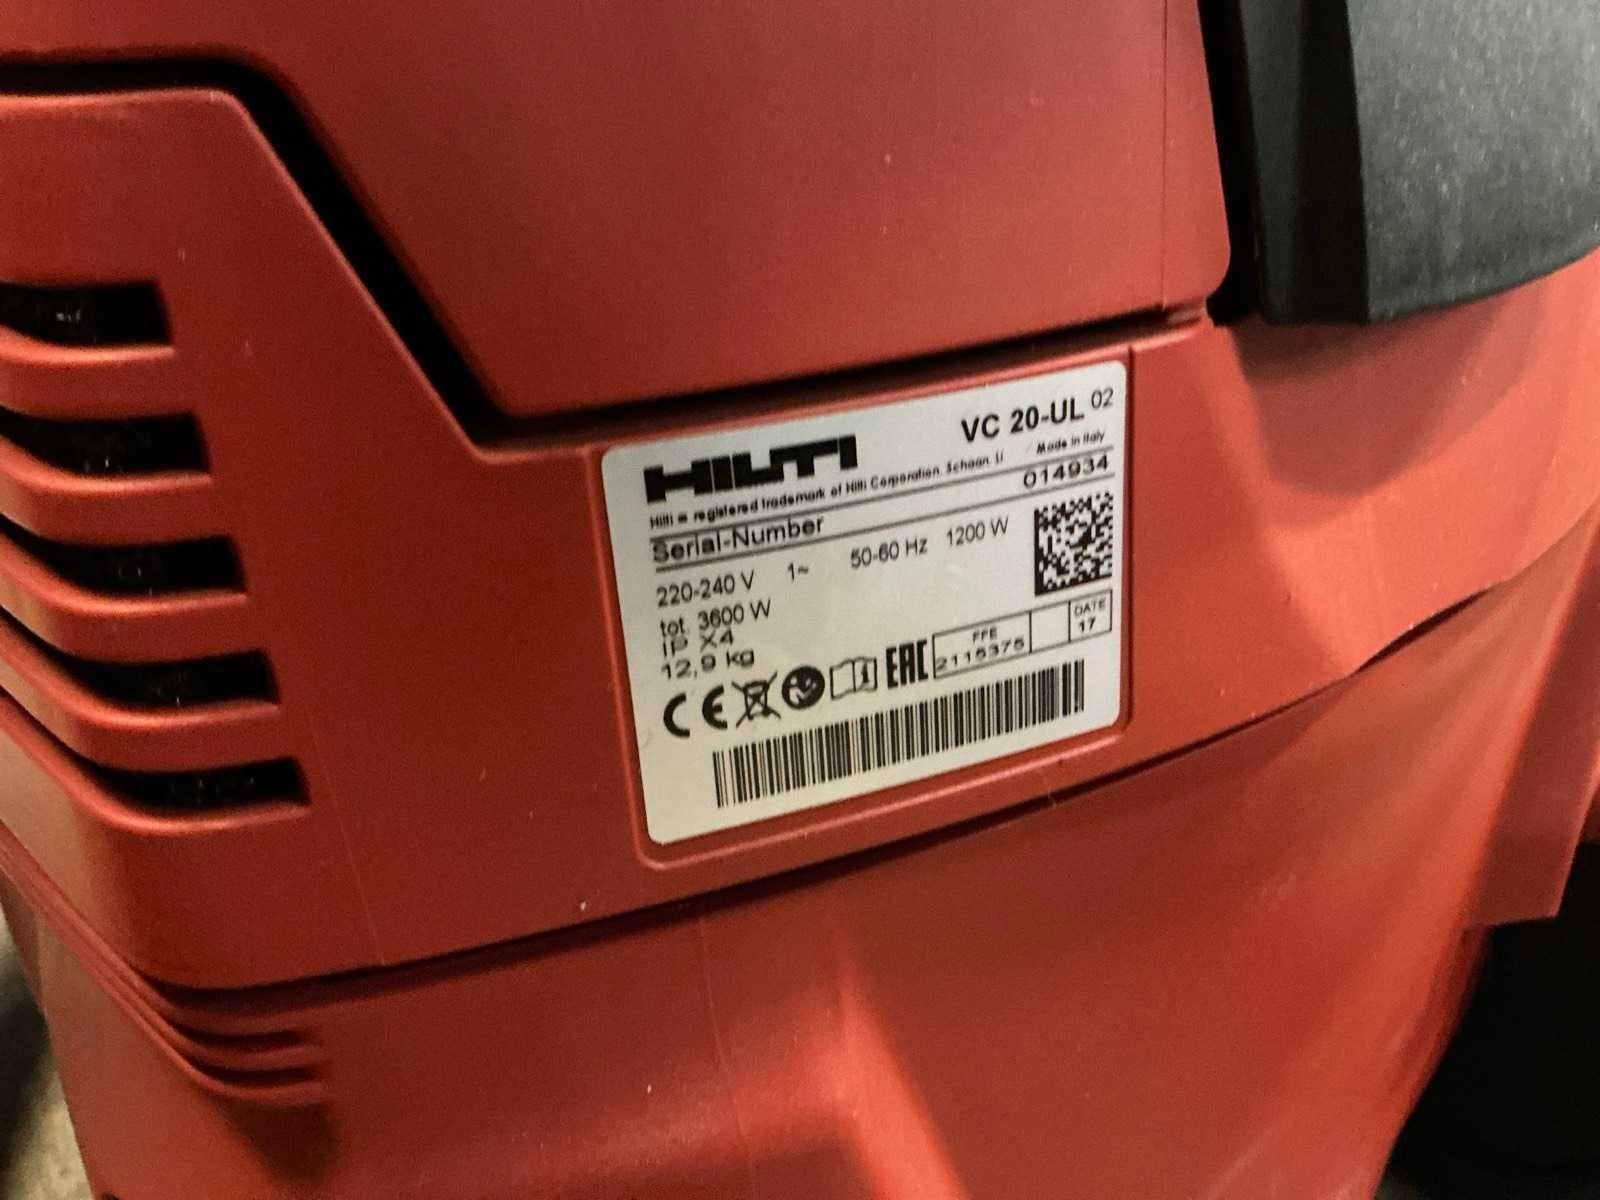 HILTI
VC 20-UL 02
Hilti = registered trademark of Hilti Corporation, Schaan, LI
Made in Italy
Serial-Number 014934
220-240 V 1~ 50-60 Hz 1200 W
tot. 3600 W
IP X4
12,9 kg
CE EAC
FFE DATE
2115375 17